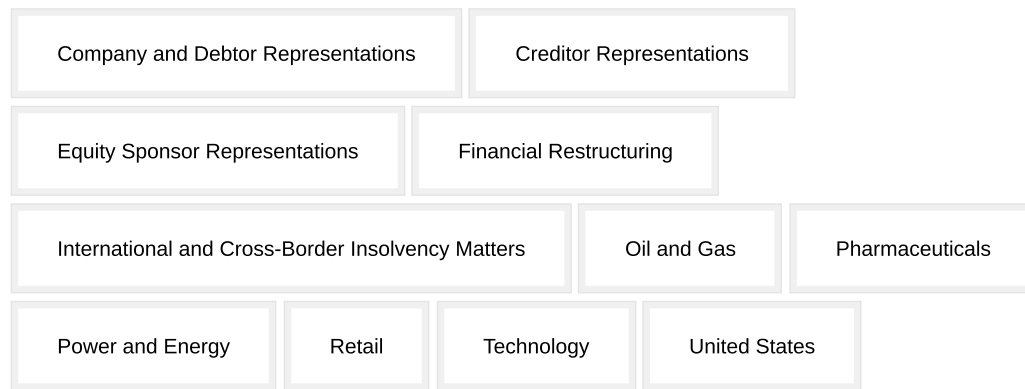 Company and Debtor Representations Creditor Representations
Equity Sponsor Representations Financial Restructuring
International and Cross-Border Insolvency Matters Oil and Gas Pharmaceuticals
Power and Energy Retail Technology United States